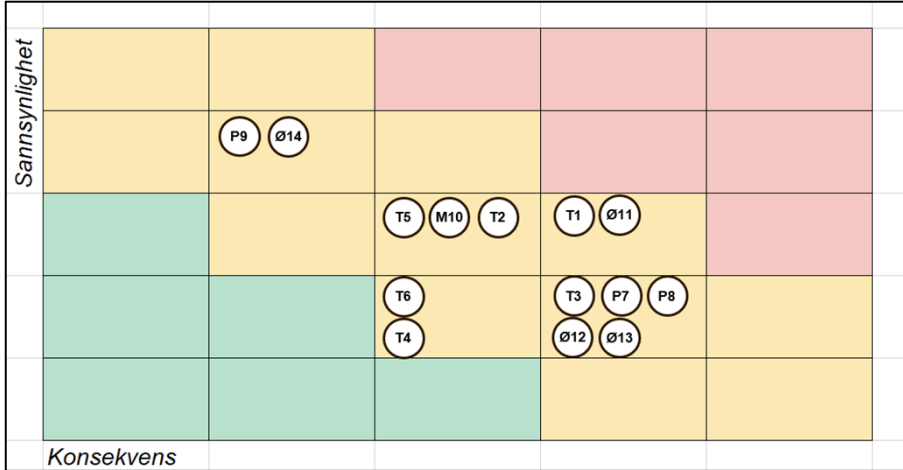 Sannsynlighet
P9 Ø14
T5 M10 T2 T1 Ø11
T6 T3 P7 P8
T4 Ø12 Ø13
Konsekvens